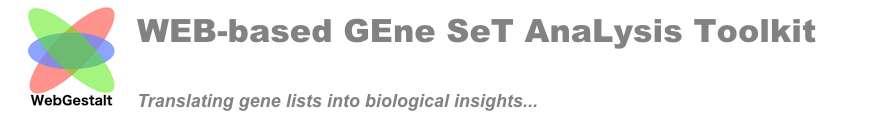 WEB-based GEne SeT AnaLysis Toolkit
WebGestalt
Translating gene lists into biological insights...